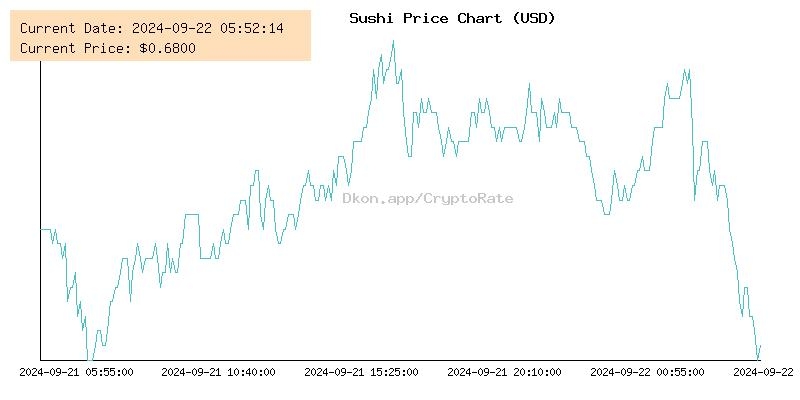 Sushi Price Chart (USD)
Current Date: 2024-09-22 05:52:14
Current Price: $0.6800
Dkon.app/CryptoRate
2024-09-21 05:55:00 2024-09-21 10:40:00 2024-09-21 15:25:00 2024-09-21 20:10:00 2024-09-22 00:55:00 2024-09-22